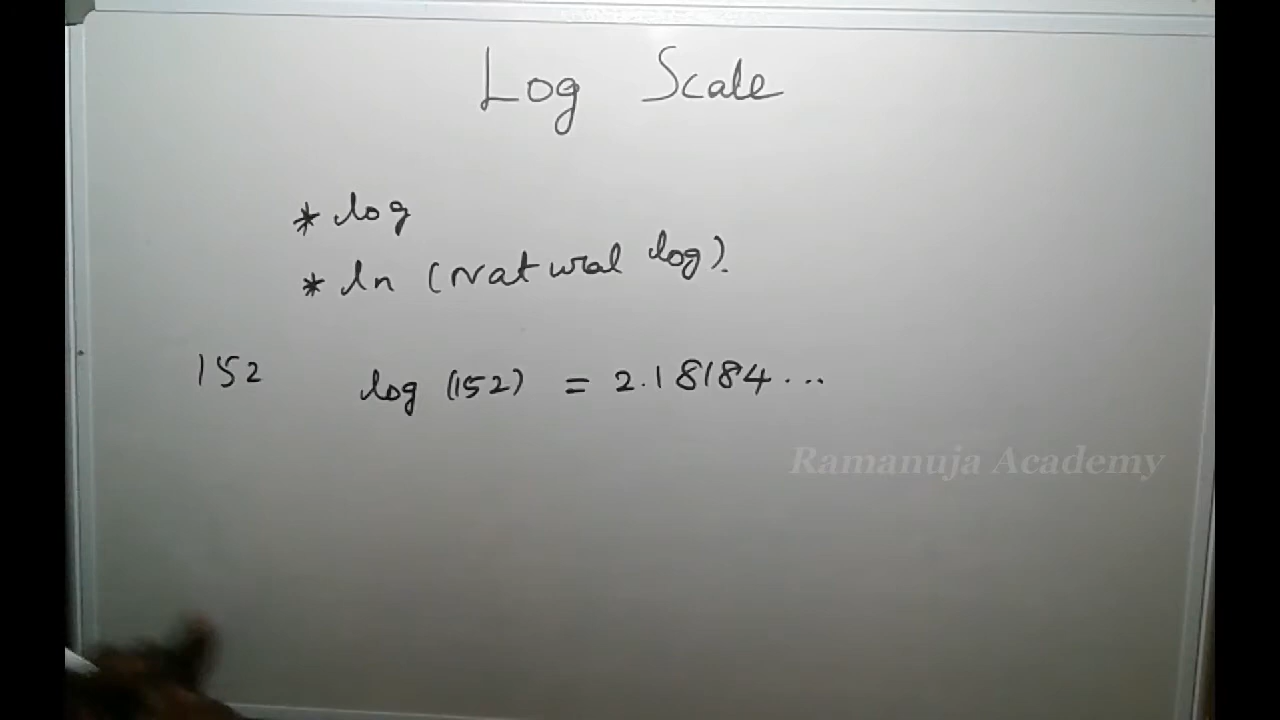 Log Scale
* log
* ln (Natural log).
152 log (152) = 2.18184...
Ramanuja Academy